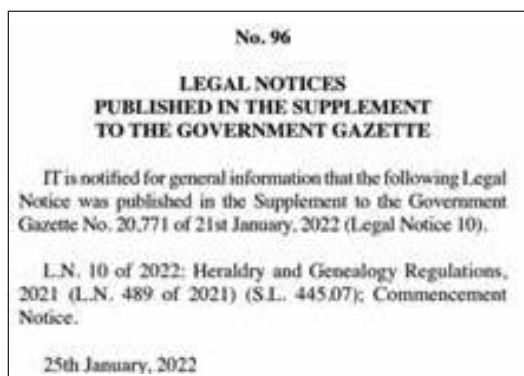 No. 96
LEGAL NOTICES
PUBLISHED IN THE SUPPLEMENT
TO THE GOVERNMENT GAZETTE
IT is notified for general information that the following Legal
Notice was published in the Supplement to the Government
Gazette No. 20,771 of 21st January, 2022 (Legal Notice 10).
L.N. 10 of 2022: Heraldry and Genealogy Regulations,
2021 (L.N. 489 of 2021) (S.L. 445.07); Commencement
Notice.
25th January, 2022